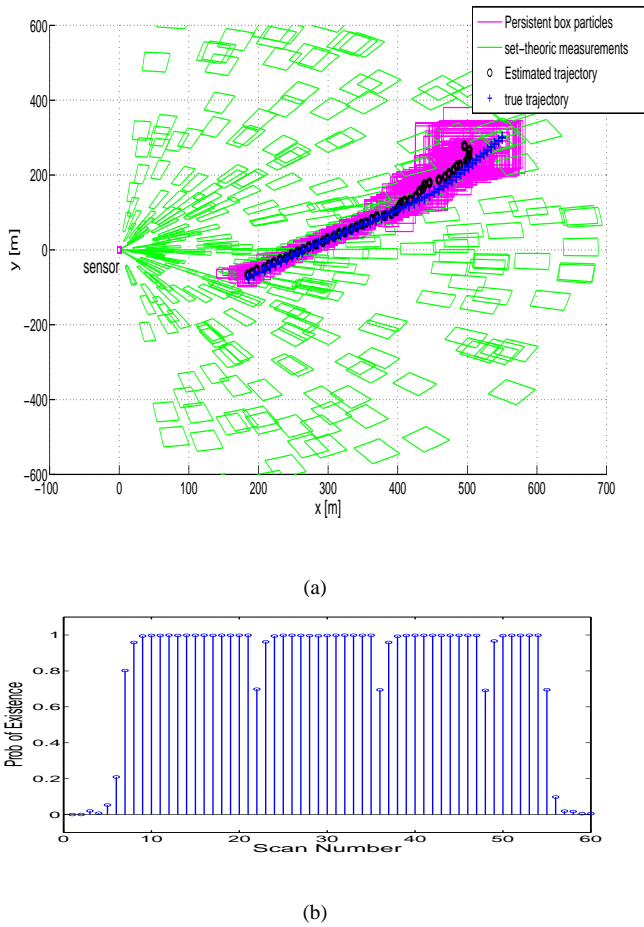 Persistent box particles
set-theoric measurements
Estimated trajectory
true trajectory
600
400
200
0
-200
-400
-600
y [m]
sensor
-100 0 100 200 300 400 500 600 700
x [m]
(a)
1
0.8
0.6
0.4
0.2
0
Prob of Existence
0 10 20 30 40 50 60
Scan Number
(b)